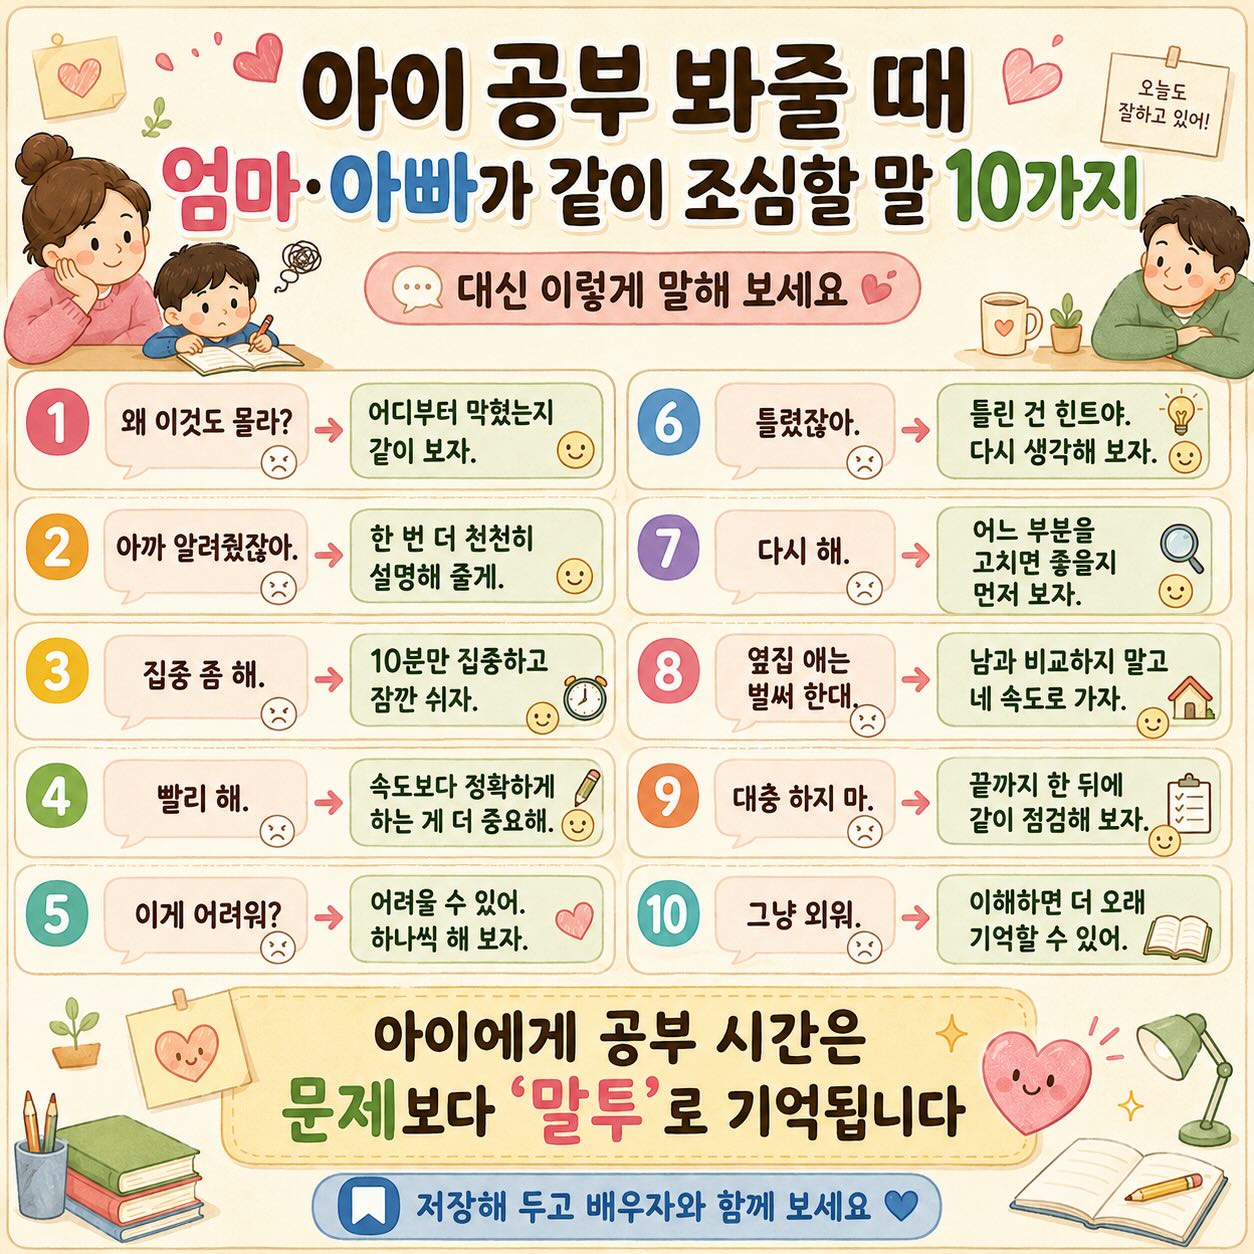 아이 공부 봐줄 때
엄마·아빠가 같이 조심할 말 10가지
오늘도
잘하고 있어!
대신 이렇게 말해 보세요
1
왜 이것도 몰라?
어디부터 막혔는지
같이 보자.
2
아까 알려줬잖아.
한 번 더 천천히
설명해 줄게.
3
집중 좀 해.
10분만 집중하고
잠깐 쉬자.
4
빨리 해.
속도보다 정확하게
하는 게 더 중요해.
5
이게 어려워?
어려울 수 있어.
하나씩 해 보자.
6
틀렸잖아.
틀린 건 힌트야.
다시 생각해 보자.
7
다시 해.
어느 부분을
고치면 좋을지
먼저 보자.
8
옆집 애는
벌써 한대.
남과 비교하지 말고
네 속도로 가자.
9
대충 하지 마.
끝까지 한 뒤에
같이 점검해 보자.
10
그냥 외워.
이해하면 더 오래
기억할 수 있어.
아이에게 공부 시간은
문제보다 ‘말투’로 기억됩니다
저장해 두고 배우자와 함께 보세요